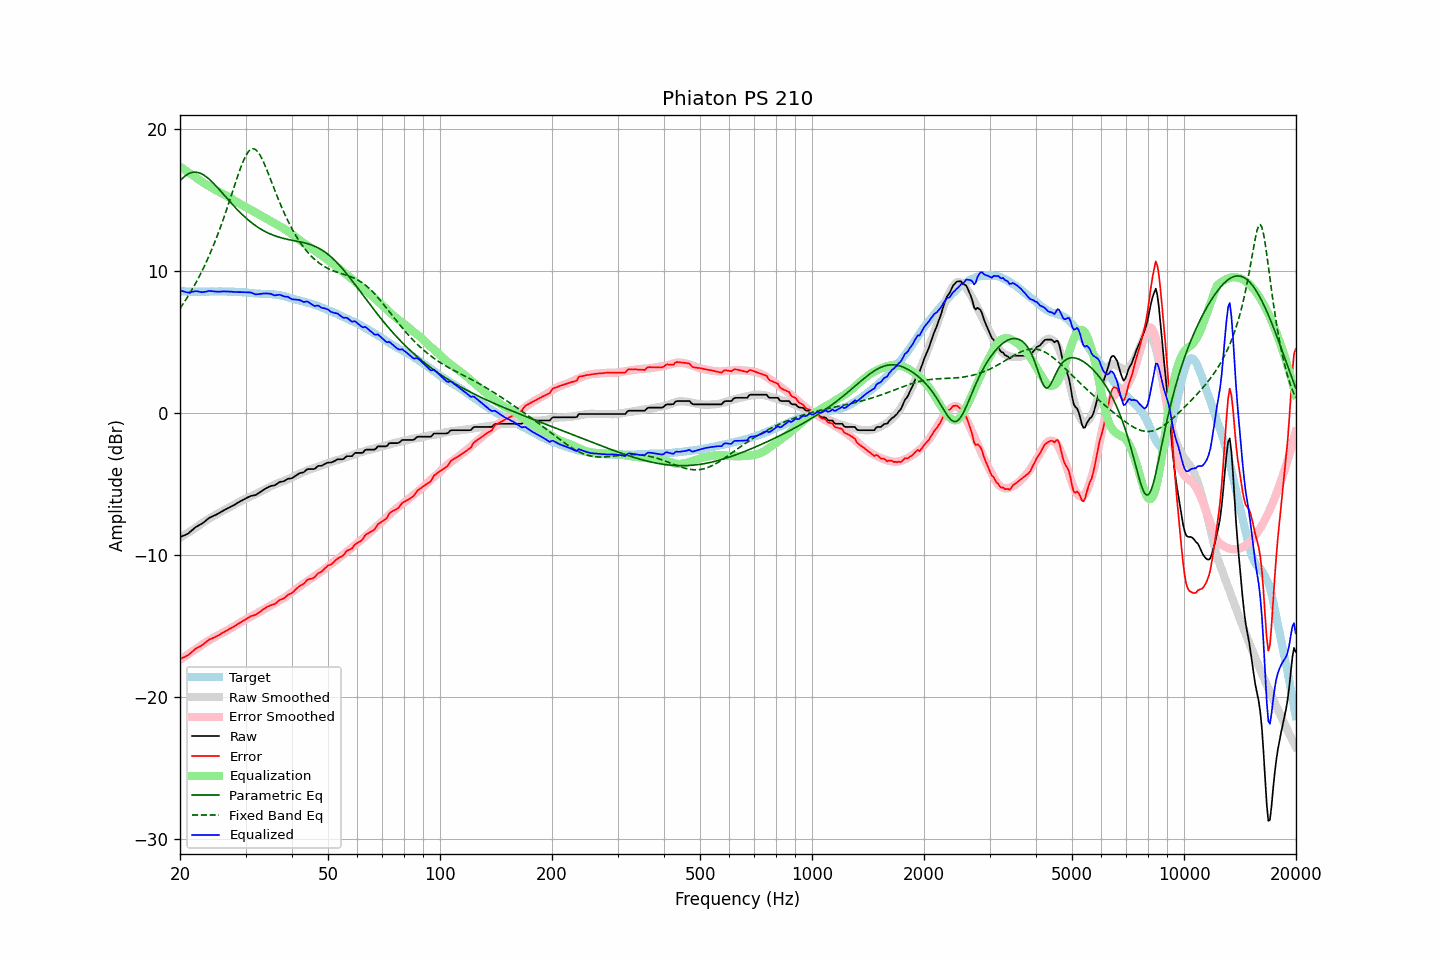 Phiaton PS 210
Amplitude (dBr)
20
10
0
−10
−20
−30
Target
Raw Smoothed
Error Smoothed
Raw
Error
Equalization
Parametric Eq
Fixed Band Eq
Equalized
20 50 100 200 500 1000 2000 5000 10000 20000
Frequency (Hz)